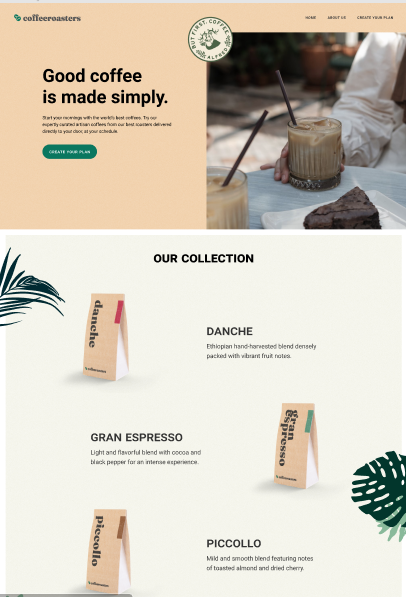 coffeeroasters
HOME ABOUT US CREATE YOUR PLAN
BUT FIRST, COFFEE
ALFRED
Good coffee
is made simply.
Start your mornings with the world's best coffees. Try our
expertly curated artisan coffees from our best roasters delivered
directly to your door, at your schedule.
CREATE YOUR PLAN
OUR COLLECTION
danche
coffeeroasters
DANCHE
Ethiopian hand-harvested blend densely
packed with vibrant fruit notes.
GRAN ESPRESSO
Light and flavorful blend with cocoa and
black pepper for an intense experience.
gran
espresso
coffeeroasters
Piccollo
coffeeroasters
PICCOLLO
Mild and smooth blend featuring notes
of toasted almond and dried cherry.